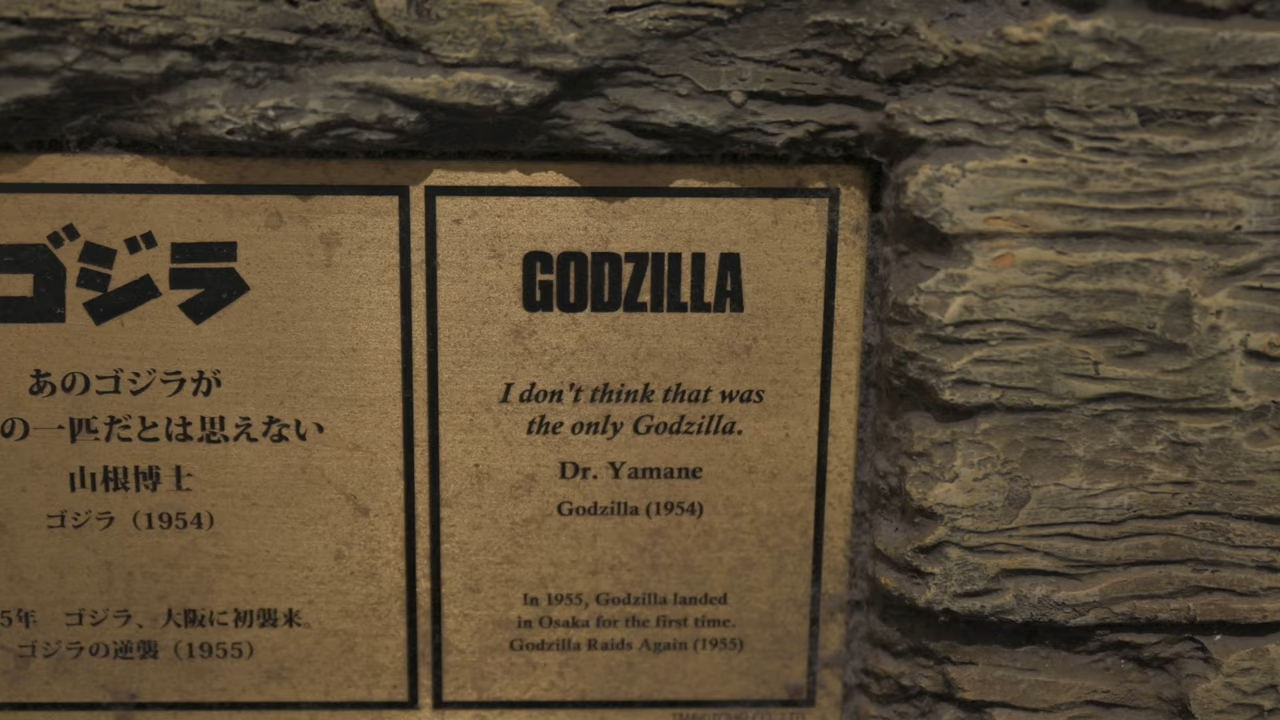 ゴジラ
あのゴジラが
の一匹だとは思えない
山根博士
ゴジラ（1954）
5年　ゴジラ、大阪に初襲来。
ゴジラの逆襲（1955）
GODZILLA
I don't think that was
the only Godzilla.
Dr. Yamane
Godzilla (1954)
In 1955, Godzilla landed
in Osaka for the first time.
Godzilla Raids Again (1955)